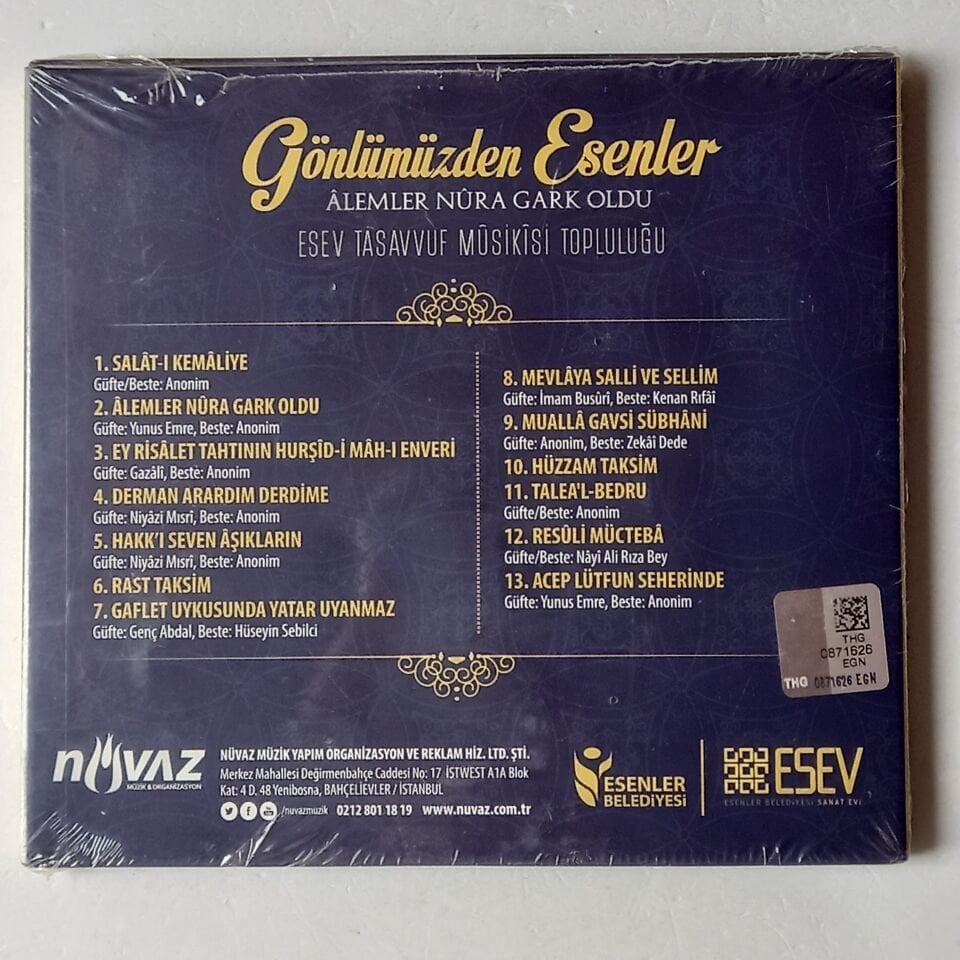 Gönlümüzden Esenler
ÂLEMLER NÛRA GARK OLDU
ESEV TASAVVUF MÛSİKÎSİ TOPLULUĞU
1. SALÂT-I KEMÂLİYE
Güfte/Beste: Anonim
2. ÂLEMLER NÛRA GARK OLDU
Güfte: Yunus Emre, Beste: Anonim
3. EY RİSÂLET TAHTININ HURŞÎD-İ MÂH-I ENVERİ
Güfte: Gazâlî, Beste: Anonim
4. DERMAN ARARDIM DERDİME
Güfte: Niyâzi Mısrî, Beste: Anonim
5. HAKK'I SEVEN ÂŞIKLARIN
Güfte: Niyâzi Mısrî, Beste: Anonim
6. RAST TAKSİM
7. GAFLET UYKUSUNDA YATAR UYANMAZ
Güfte: Genç Abdal, Beste: Hüseyin Sebilci
8. MEVLÂYA SALLİ VE SELLİM
Güfte: İmam Busûrî, Beste: Kenan Rıfâî
9. MUALLÂ GAVSİ SÜBHÂNİ
Güfte: Anonim, Beste: Zekâi Dede
10. HÜZZAM TAKSİM
11. TALEA'L-BEDRU
Güfte/Beste: Anonim
12. RESÛLİ MÜCTEBÂ
Güfte/Beste: Nâyi Ali Rıza Bey
13. ACEP LÜTFUN SEHERİNDE
Güfte: Yunus Emre, Beste: Anonim
THG
0871626
EGN
THG 0871626 EGN
nüvaz
MÜZİK & ORGANİZASYON
NÜVAZ MÜZİK YAPIM ORGANİZASYON VE REKLAM HİZ. LTD. ŞTİ.
Merkez Mahallesi Değirmenbahçe Caddesi No: 17 İSTWEST A1A Blok
Kat: 4 D. 48 Yenibosna, BAHÇELİEVLER / İSTANBUL
/nuvazmuzik 0212 801 18 19 www.nuvaz.com.tr
ESENLER
BELEDİYESİ
ESEV
ESENLER BELEDİYESİ SANAT EVİ